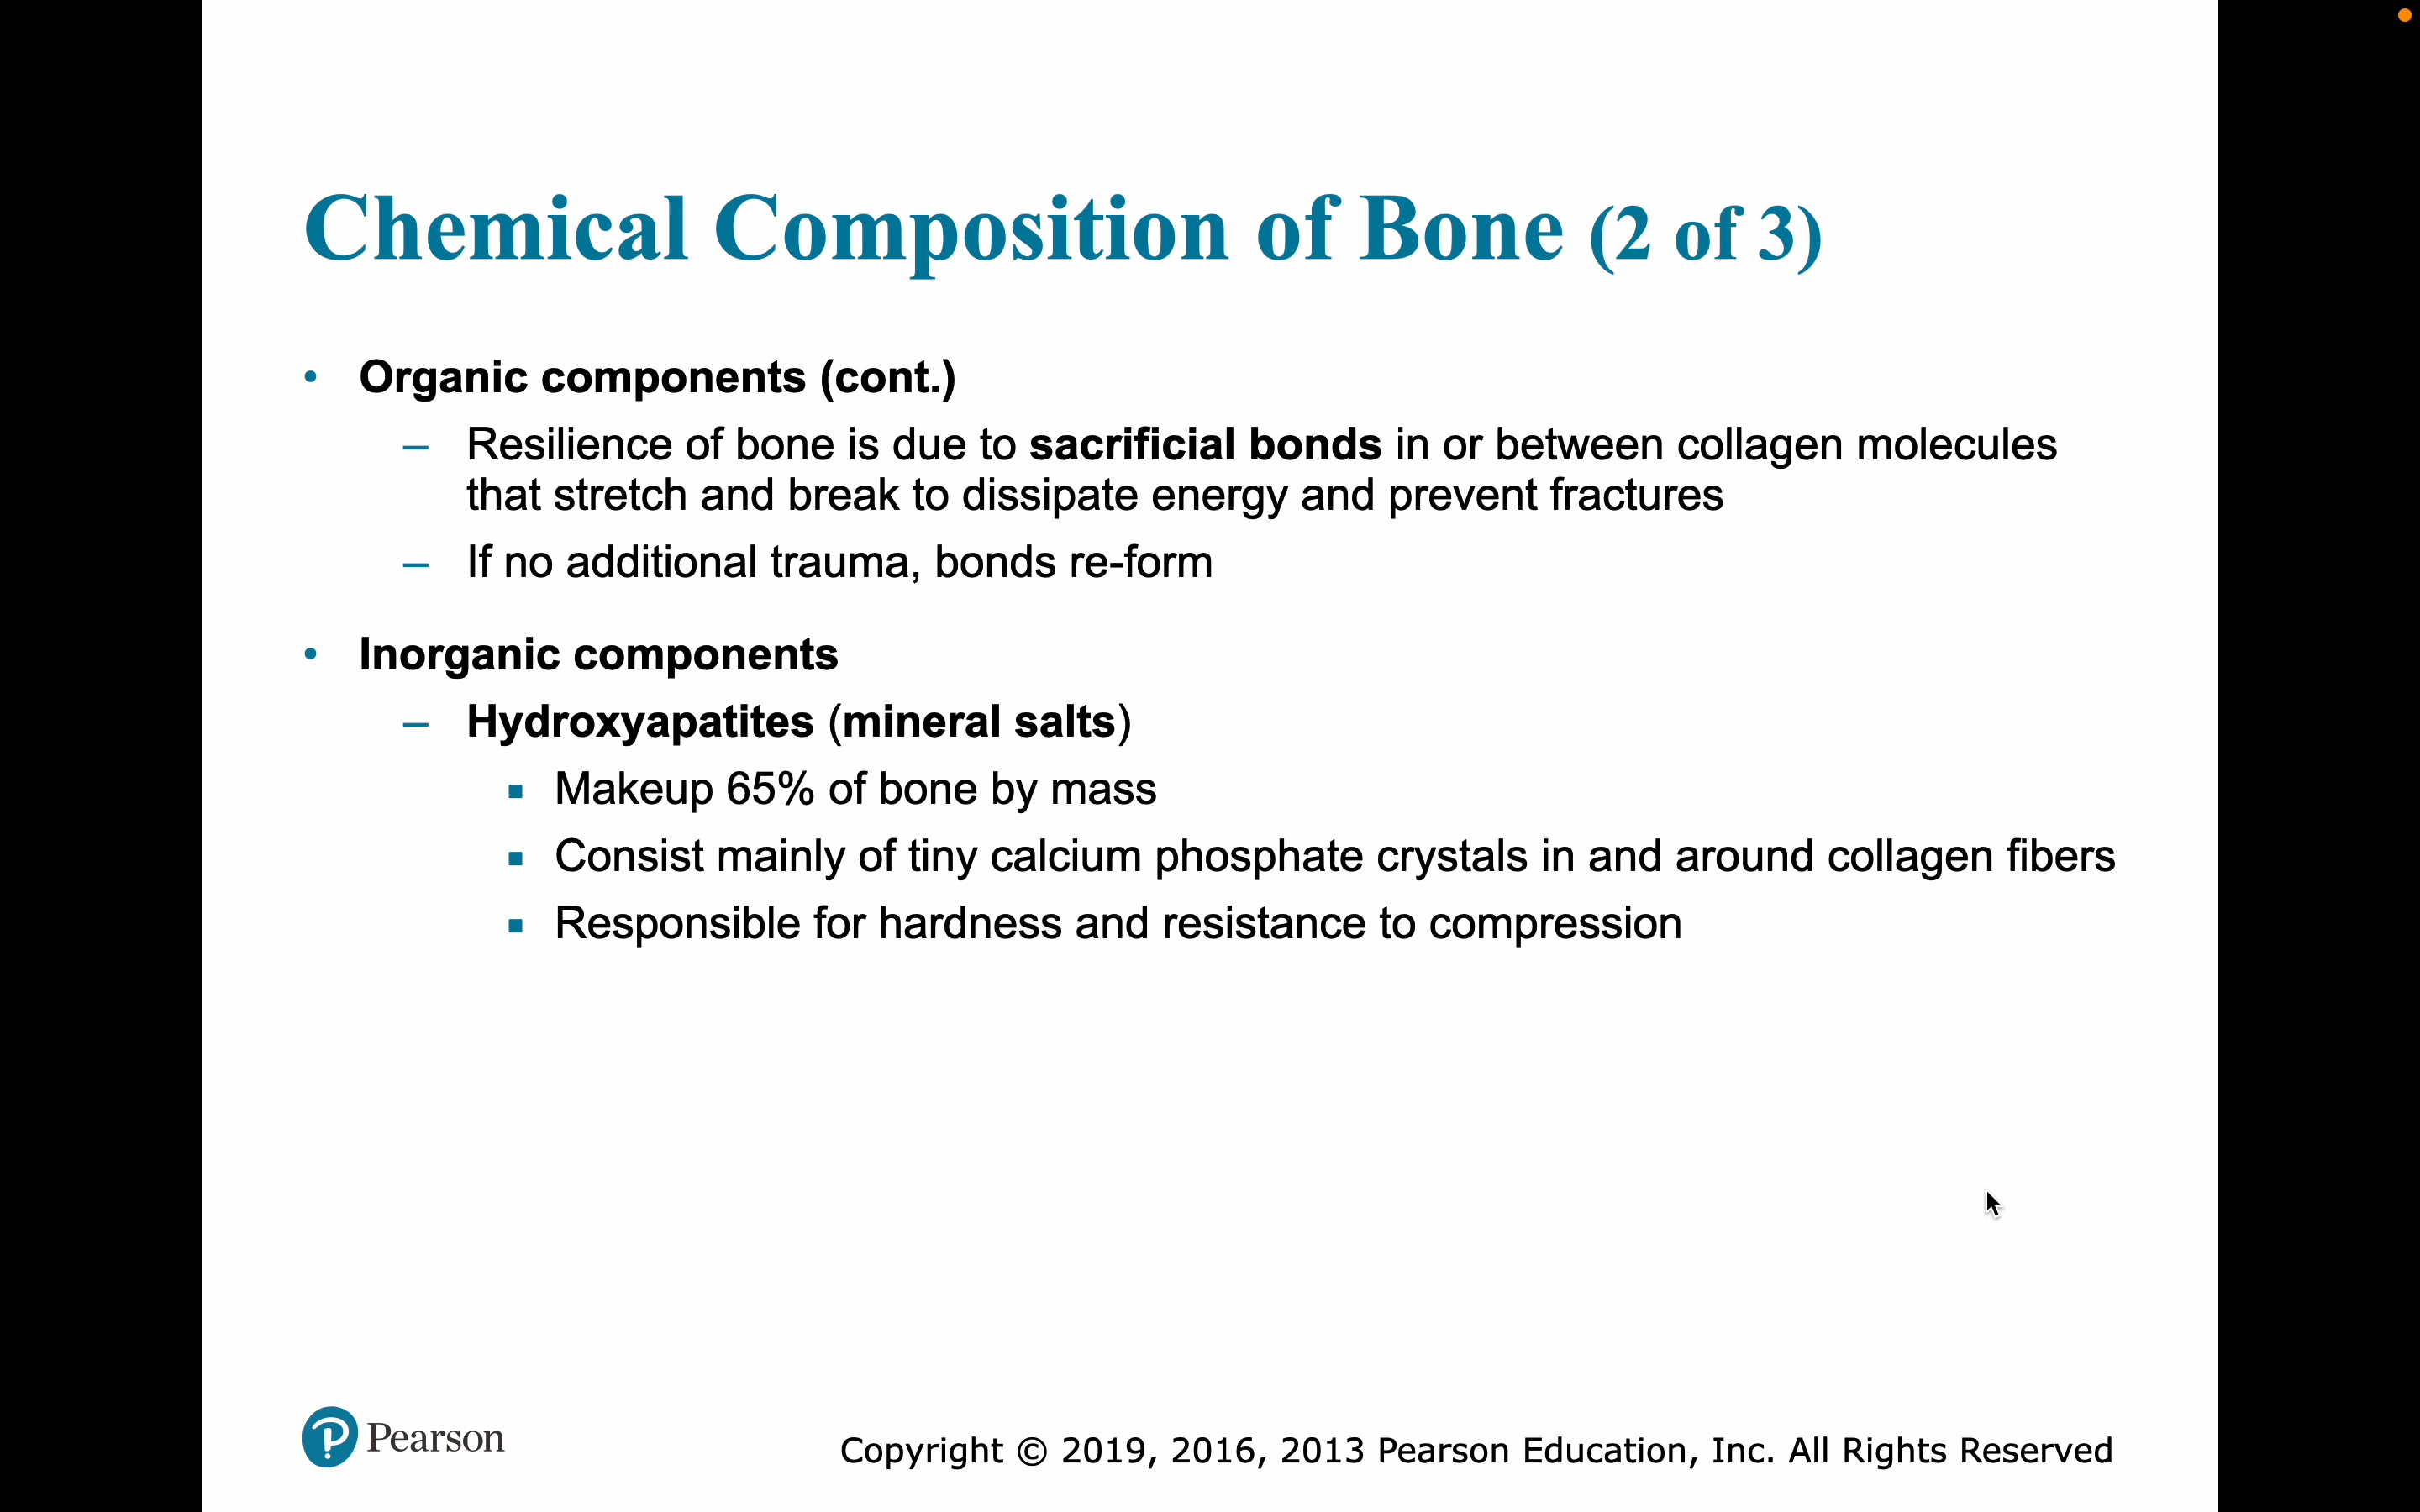 Chemical Composition of Bone (2 of 3)
• Organic components (cont.)
– Resilience of bone is due to sacrificial bonds in or between collagen molecules
that stretch and break to dissipate energy and prevent fractures
– If no additional trauma, bonds re-form
• Inorganic components
– Hydroxyapatites (mineral salts)
▪ Makeup 65% of bone by mass
▪ Consist mainly of tiny calcium phosphate crystals in and around collagen fibers
▪ Responsible for hardness and resistance to compression
Pearson
Copyright © 2019, 2016, 2013 Pearson Education, Inc. All Rights Reserved